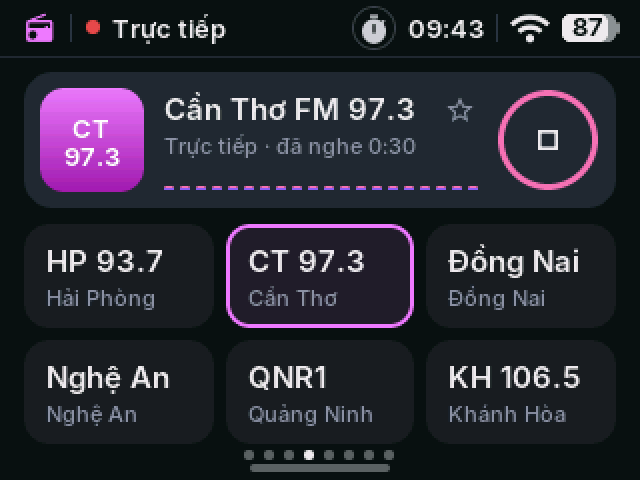 Trực tiếp
09:43
87
CT
97.3
Cần Thơ FM 97.3
Trực tiếp · đã nghe 0:30
HP 93.7
Hải Phòng
CT 97.3
Cần Thơ
Đồng Nai
Đồng Nai
Nghệ An
Nghệ An
QNR1
Quảng Ninh
KH 106.5
Khánh Hòa